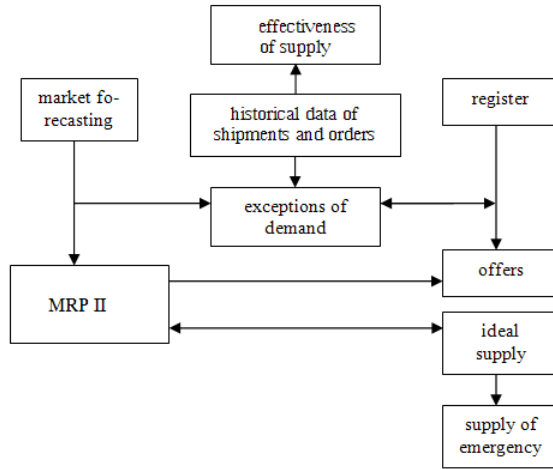 effectiveness
of supply
market fo-
recasting
historical data of
shipments and orders
register
exceptions of
demand
MRP II
offers
ideal
supply
supply of
emergency